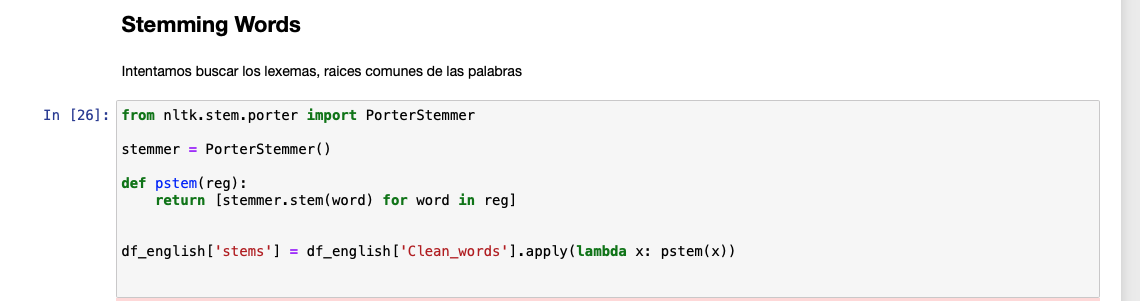 Stemming Words
Intentamos buscar los lexemas, raices comunes de las palabras
In [26]: from nltk.stem.porter import PorterStemmer
stemmer = PorterStemmer()
def pstem(reg):
    return [stemmer.stem(word) for word in reg]
df_english['stems'] = df_english['Clean_words'].apply(lambda x: pstem(x))